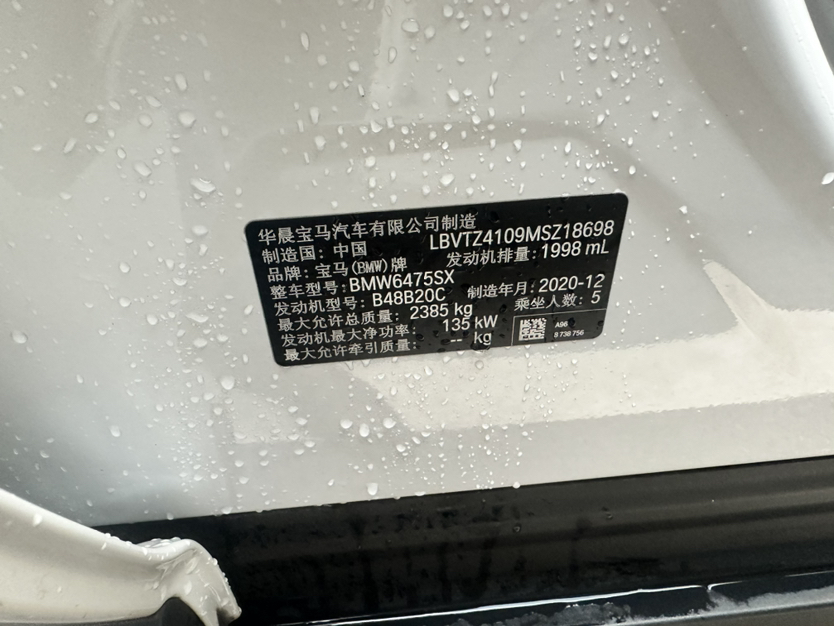 华晨宝马汽车有限公司制造
制造国: 中国 LBVTZ4109MSZ18698
品牌: 宝马(BMW)牌 发动机排量: 1998 mL
整车型号: BMW6475SX
发动机型号: B48B20C 制造年月: 2020-12
最大允许总质量: 2385 kg 乘坐人数: 5
发动机最大净功率: 135 kW
最大允许牵引质量: -- kg
A96
8 738 756